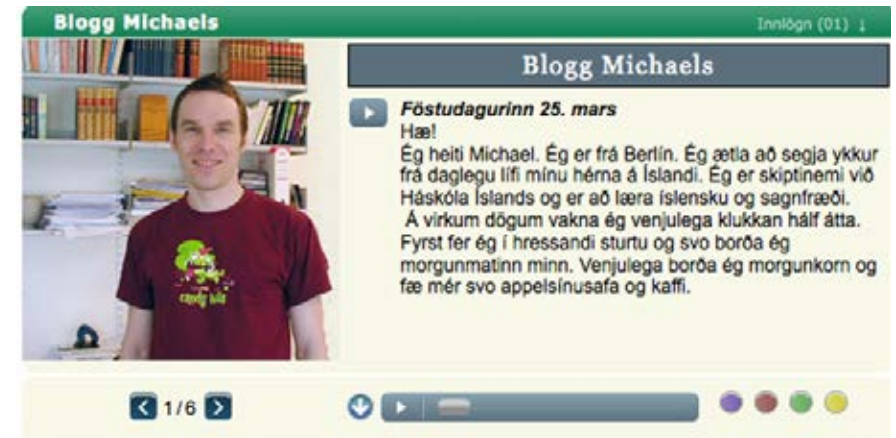 Blogg Michaels
Innlögn (01) ↓
Blogg Michaels
Föstudagurinn 25. mars
Hæ!
Ég heiti Michael. Ég er frá Berlín. Ég ætla að segja ykkur
frá daglegu lífi mínu hérna á Íslandi. Ég er skiptinemi við
Háskóla Íslands og er að læra íslensku og sagnfræði.
Á virkum dögum vakna ég venjulega klukkan hálf átta.
Fyrst fer ég í hressandi sturtu og svo borða ég
morgunmatinn minn. Venjulega borða ég morgunkorn og
fæ mér svo appelsínusafa og kaffi.
1/6